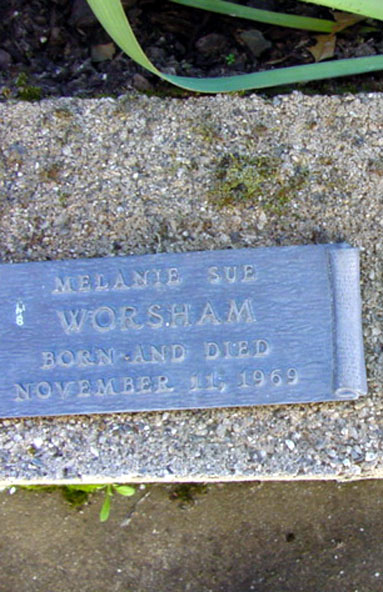 MELANIE SUE
WORSHAM
BORN AND DIED
NOVEMBER 11, 1969